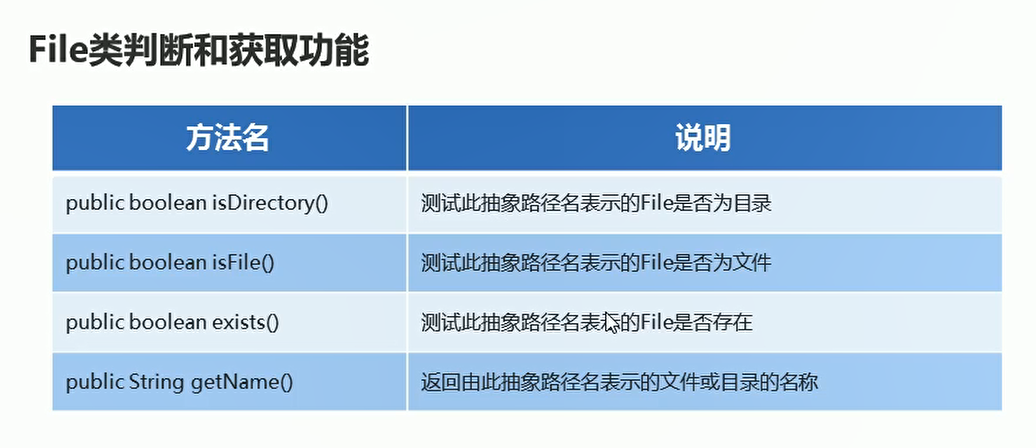 File类判断和获取功能
方法名 说明
public boolean isDirectory() 测试此抽象路径名表示的File是否为目录
public boolean isFile() 测试此抽象路径名表示的File是否为文件
public boolean exists() 测试此抽象路径名表示的File是否存在
public String getName() 返回由此抽象路径名表示的文件或目录的名称